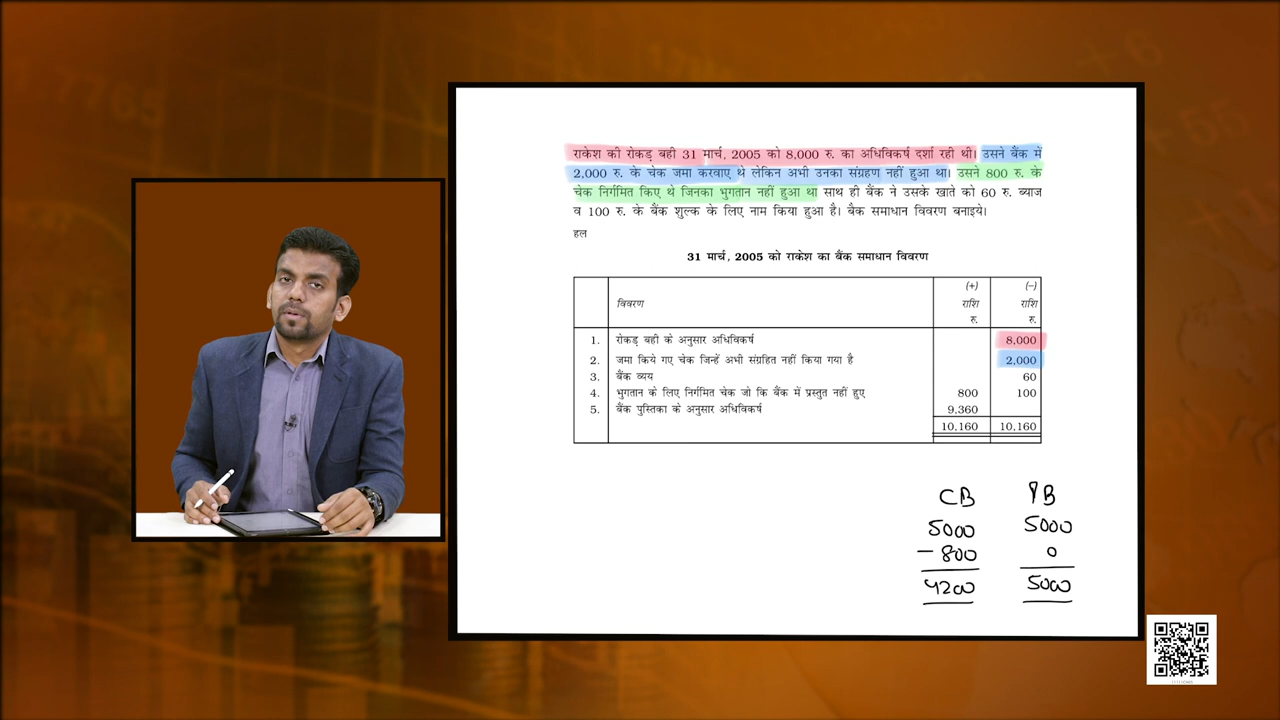 राकेश की रोकड़ बही 31 मार्च, 2005 को 8,000 रु. का अधिविकर्ष दर्शा रही थी। उसने बैंक में
2,000 रु. के चेक जमा करवाए थे लेकिन अभी उनका संग्रहण नहीं हुआ था। उसने 800 रु. के
चेक निर्गमित किए थे जिनका भुगतान नहीं हुआ था साथ ही बैंक ने उसके खाते को 60 रु. ब्याज
व 100 रु. के बैंक शुल्क के लिए नाम किया हुआ है। बैक समाधान विवरण बनाइये।
हल
31 मार्च, 2005 को राकेश का बैंक समाधान विवरण
विवरण (+) राशि रु. (–) राशि रु.
1. रोकड़ बही के अनुसार अधिविकर्ष 8,000
2. जमा किये गए चेक जिन्हें अभी संग्रहित नहीं किया गया है 2,000
3. बैंक व्यय 60
4. भुगतान के लिए निर्गमित चेक जो कि बैंक में प्रस्तुत नहीं हुए 800 100
5. बैंक पुस्तिका के अनुसार अधिविकर्ष 9.360
10.160 10.160
CB PB
5000 5000
-800 0
4200 5000